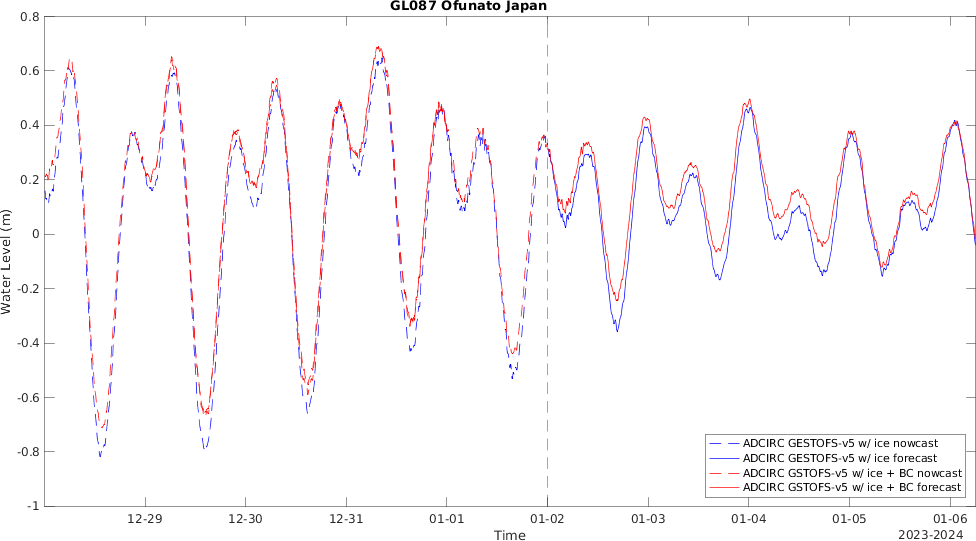 GL087 Ofunato Japan
0.8
0.6
0.4
0.2
0
-0.2
-0.4
-0.6
-0.8
-1
Water Level (m)
ADCIRC GESTOFS-v5 w/ ice nowcast
ADCIRC GESTOFS-v5 w/ ice forecast
ADCIRC GSTOFS-v5 w/ ice + BC nowcast
ADCIRC GSTOFS-v5 w/ ice + BC forecast
12-29 12-30 12-31 01-01 01-02 01-03 01-04 01-05 01-06
Time
2023-2024